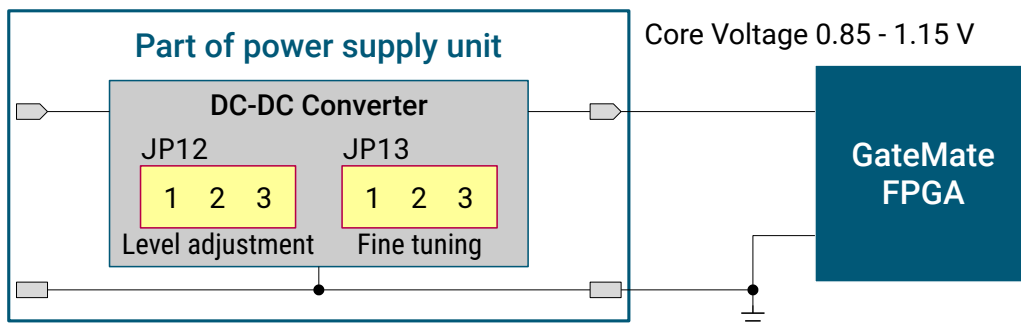 Part of power supply unit
Core Voltage 0.85 - 1.15 V
DC-DC Converter
JP12
JP13
1 2 3
1 2 3
Level adjustment
Fine tuning
GateMate
FPGA